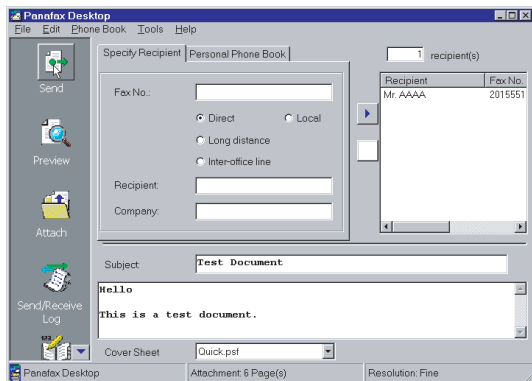 Panafax Desktop
File Edit Phone Book Tools Help
Send
Preview
Attach
Send/Receive
Log
Specify Recipient Personal Phone Book
Fax No.:
Direct Local
Long distance
Inter-office line
Recipient:
Company:
1 recipient(s)
Recipient Fax No.
Mr. AAAA 2015551
Subject Test Document
Hello
This is a test document.
Cover Sheet Quick.psf
Panafax Desktop Attachment: 6 Page(s) Resolution: Fine